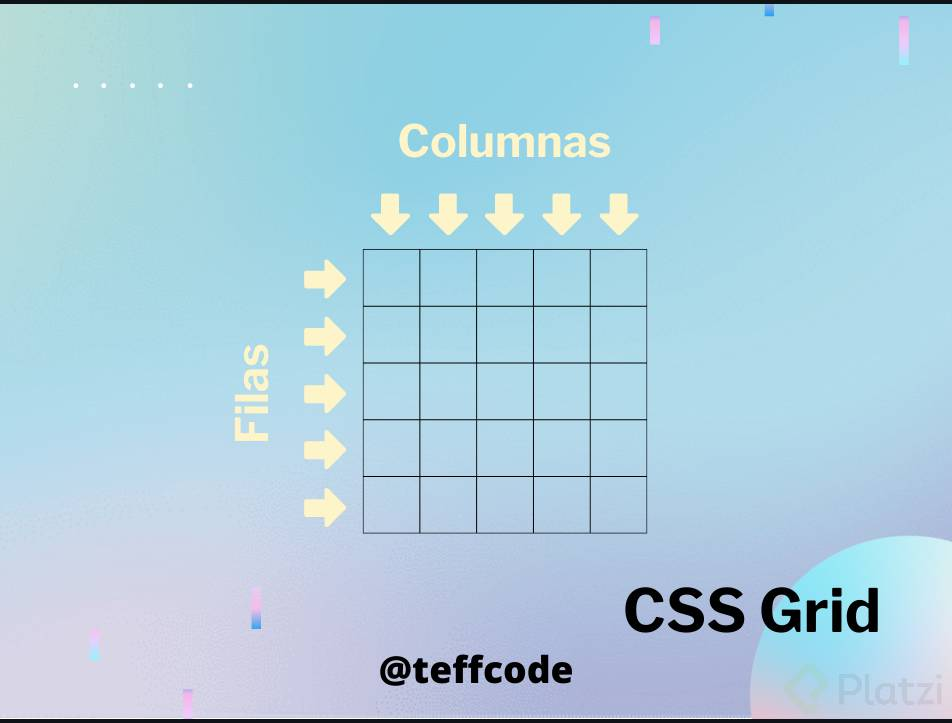 Columnas
Filas
CSS Grid
@teffcode
Platzi